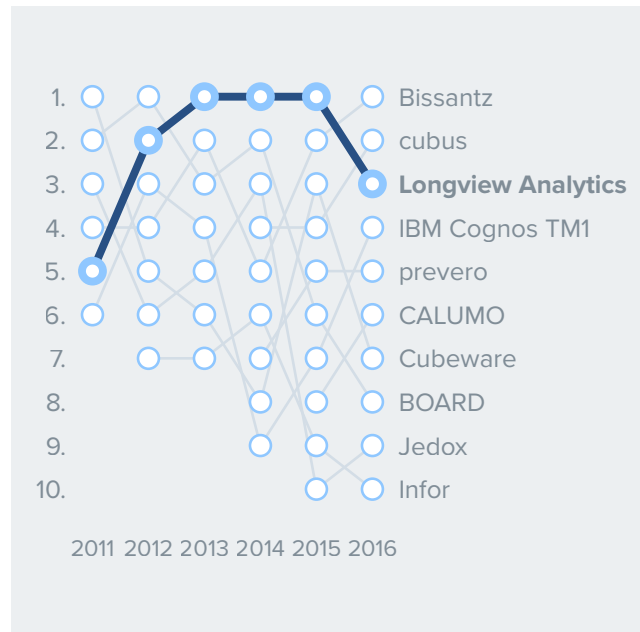 1. Bissantz
2. cubus
3. Longview Analytics
4. IBM Cognos TM1
5. prevero
6. CALUMO
7. Cubeware
8. BOARD
9. Jedox
10. Infor
2011 2012 2013 2014 2015 2016